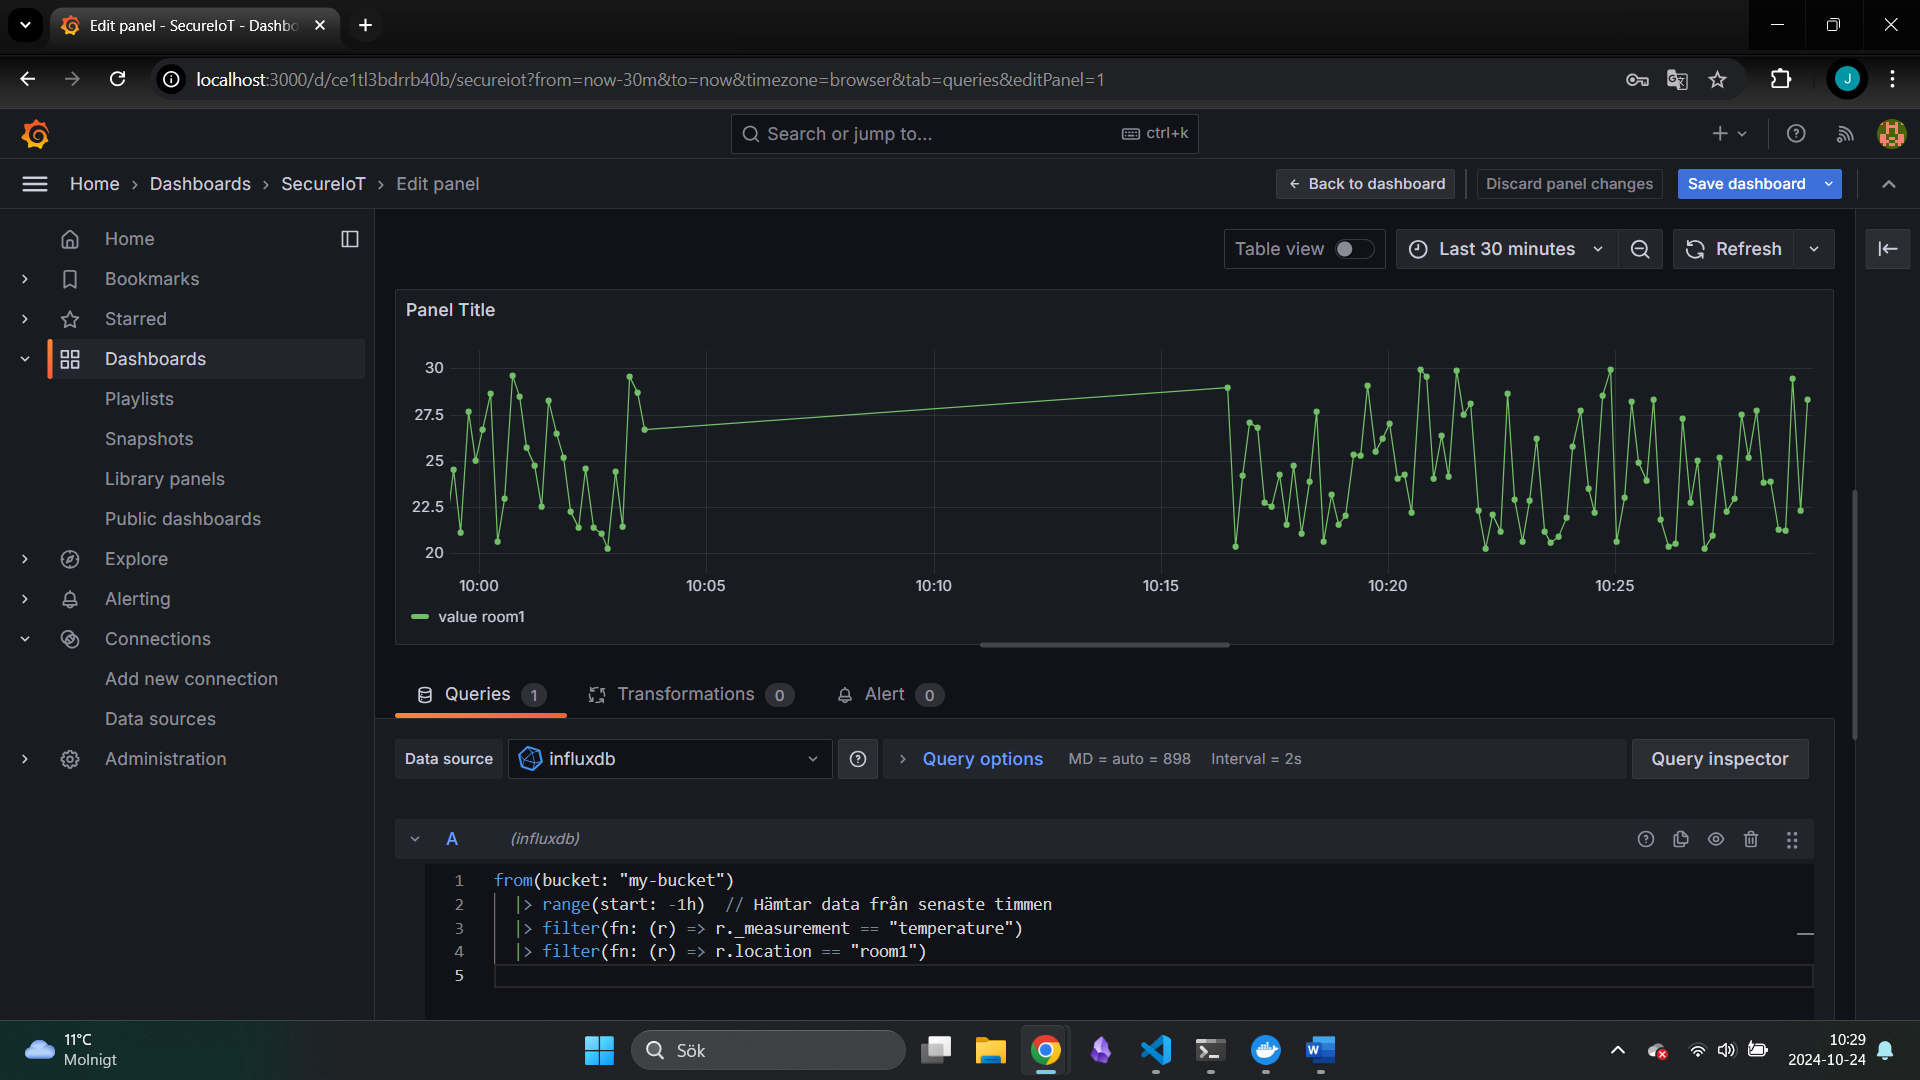 Edit panel - SecureIoT - Dashbo
localhost:3000/d/ce1tl3bdrrb40b/secureiot?from=now-30m&to=now&timezone=browser&tab=queries&editPanel=1
J
Search or jump to...
ctrl+k
Home › Dashboards › SecureIoT › Edit panel
Back to dashboard
Discard panel changes
Save dashboard
Home
Bookmarks
Starred
Dashboards
Playlists
Snapshots
Library panels
Public dashboards
Explore
Alerting
Connections
Add new connection
Data sources
Administration
Table view
Last 30 minutes
Refresh
Panel Title
30
27.5
25
22.5
20
10:00
10:05
10:10
10:15
10:20
10:25
value room1
Queries 1
Transformations 0
Alert 0
Data source
influxdb
Query options
MD = auto = 898
Interval = 2s
Query inspector
A
(influxdb)
1 from(bucket: "my-bucket")
2 |> range(start: -1h)  // Hämtar data från senaste timmen
3 |> filter(fn: (r) => r._measurement == "temperature")
4 |> filter(fn: (r) => r.location == "room1")
5
11°C
Molnigt
Sök
W
10:29
2024-10-24